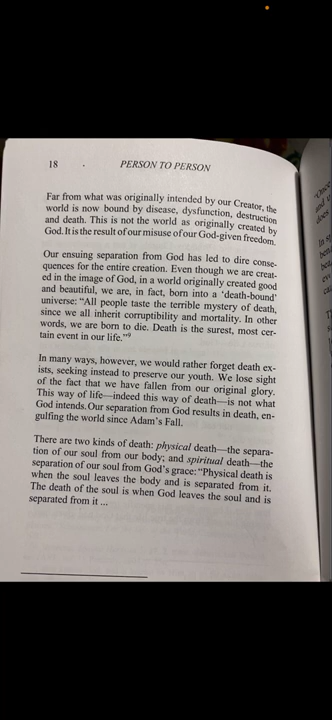 18 . PERSON TO PERSON
Far from what was originally intended by our Creator, the
world is now bound by disease, dysfunction, destruction
and death. This is not the world as originally created by
God. It is the result of our misuse of our God-given freedom.
Our ensuing separation from God has led to dire conse-
quences for the entire creation. Even though we are creat-
ed in the image of God, in a world originally created good
and beautiful, we are, in fact, born into a ‘death-bound’
universe: “All people taste the terrible mystery of death,
since we all inherit corruptibility and mortality. In other
words, we are born to die. Death is the surest, most cer-
tain event in our life.”⁹
In many ways, however, we would rather forget death ex-
ists, seeking instead to preserve our youth. We lose sight
of the fact that we have fallen from our original glory.
This way of life—indeed this way of death—is not what
God intends. Our separation from God results in death, en-
gulfing the world since Adam’s Fall.
There are two kinds of death: physical death—the separa-
tion of our soul from our body; and spiritual death—the
separation of our soul from God’s grace: “Physical death is
when the soul leaves the body and is separated from it.
The death of the soul is when God leaves the soul and is
separated from it ...